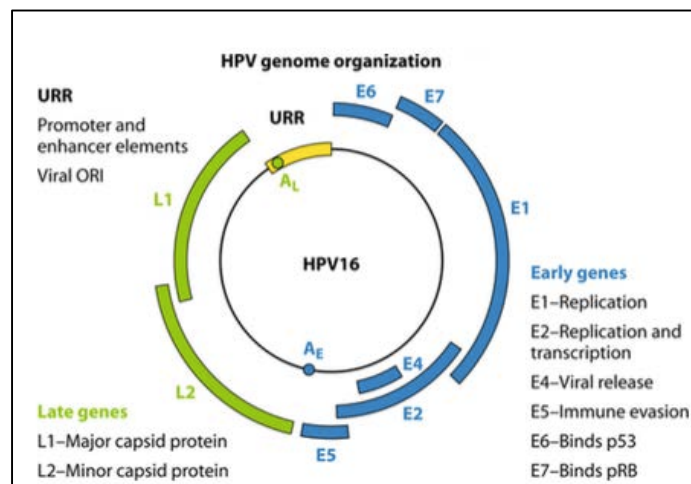 HPV genome organization
URR
Promoter and
enhancer elements
Viral ORI
URR
E6
E7
A_L
L1
E1
HPV16
Early genes
E1–Replication
E2–Replication and
transcription
E4–Viral release
E5–Immune evasion
E6–Binds p53
E7–Binds pRB
A_E
E4
L2
E2
E5
Late genes
L1–Major capsid protein
L2–Minor capsid protein